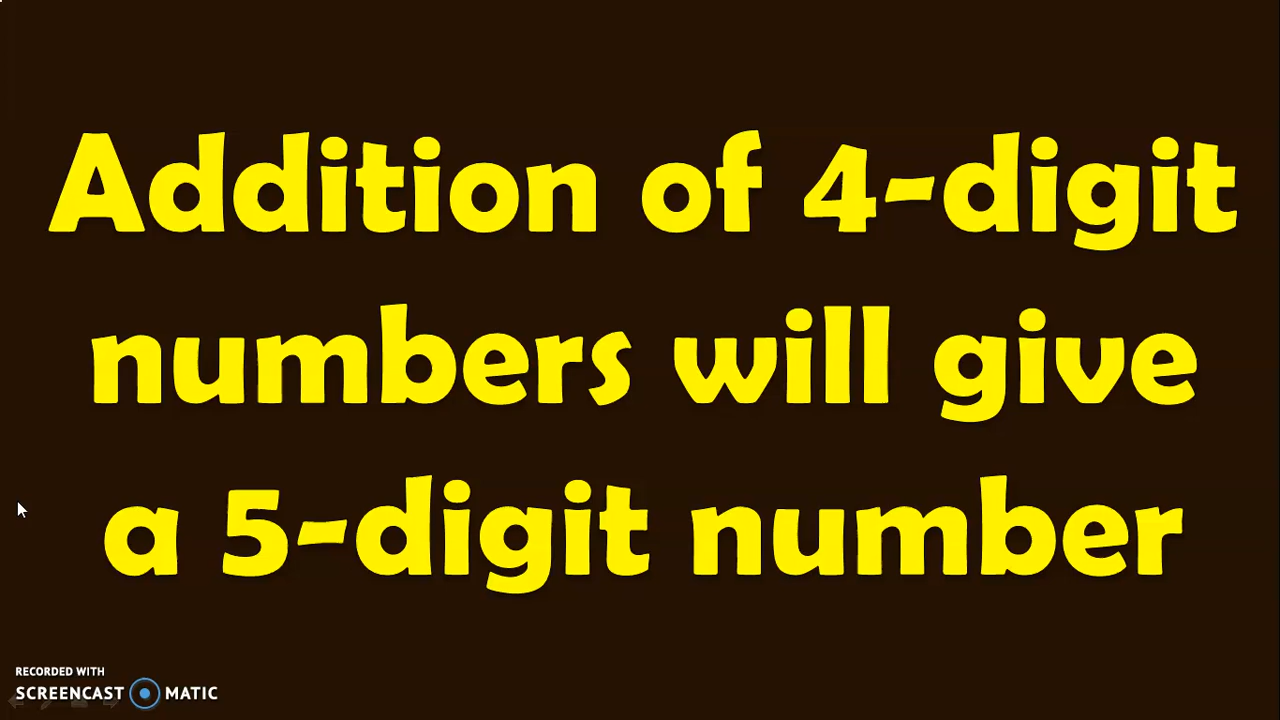 Addition of 4-digit
numbers will give
a 5-digit number
RECORDED WITH
SCREENCAST MATIC